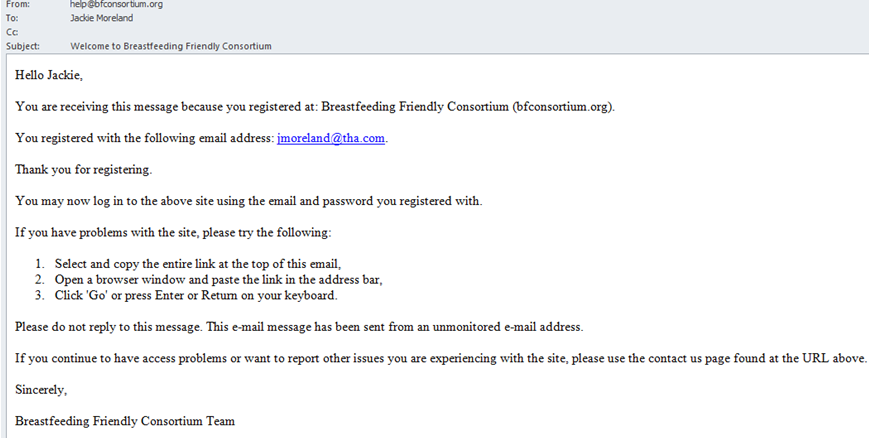 From: help@bfconsortium.org
To: Jackie Moreland
Cc:
Subject: Welcome to Breastfeeding Friendly Consortium
Hello Jackie,
You are receiving this message because you registered at: Breastfeeding Friendly Consortium (bfconsortium.org).
You registered with the following email address: jmoreland@tha.com.
Thank you for registering.
You may now log in to the above site using the email and password you registered with.
If you have problems with the site, please try the following:
1. Select and copy the entire link at the top of this email,
2. Open a browser window and paste the link in the address bar,
3. Click 'Go' or press Enter or Return on your keyboard.
Please do not reply to this message. This e-mail message has been sent from an unmonitored e-mail address.
If you continue to have access problems or want to report other issues you are experiencing with the site, please use the contact us page found at the URL above.
Sincerely,
Breastfeeding Friendly Consortium Team